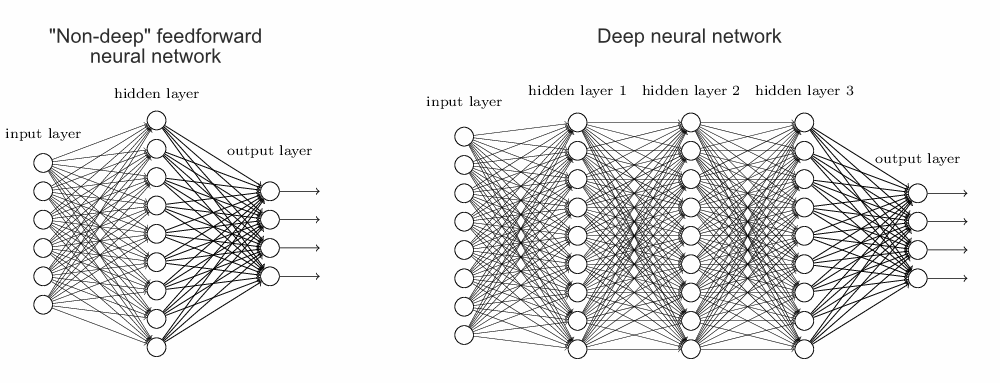 "Non-deep" feedforward
neural network
hidden layer
input layer
output layer
Deep neural network
hidden layer 1
hidden layer 2
hidden layer 3
input layer
output layer